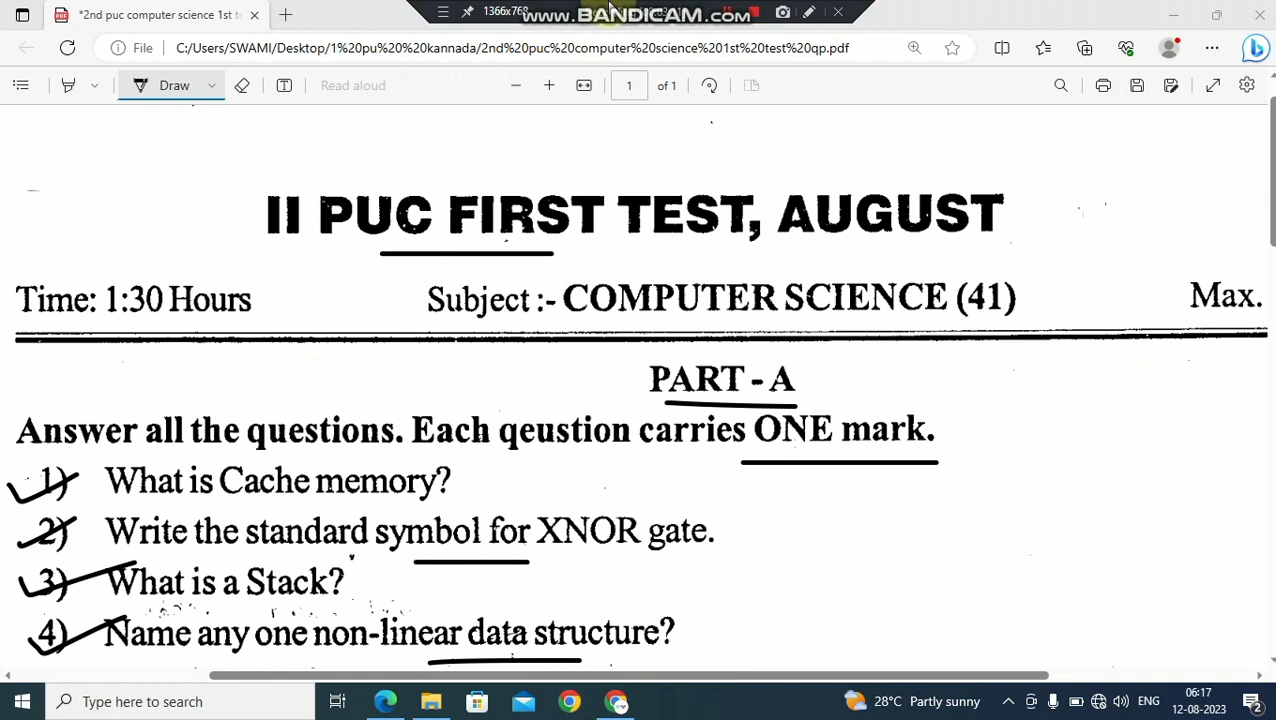 *2nd puc computer science 1st te
1366x768
www.BANDICAM.com
File C:/Users/SWAMI/Desktop/1%20pu%20%20kannada/2nd%20puc%20computer%20science%201st%20test%20qp.pdf
Draw Read aloud 1 of 1
II PUC FIRST TEST, AUGUST
Time: 1:30 Hours Subject :- COMPUTER SCIENCE (41) Max.
PART - A
Answer all the questions. Each qeustion carries ONE mark.
1) What is Cache memory?
2) Write the standard symbol for XNOR gate.
3) What is a Stack?
4) Name any one non-linear data structure?
Type here to search 28°C Partly sunny ENG 06:17
12-08-2023 2